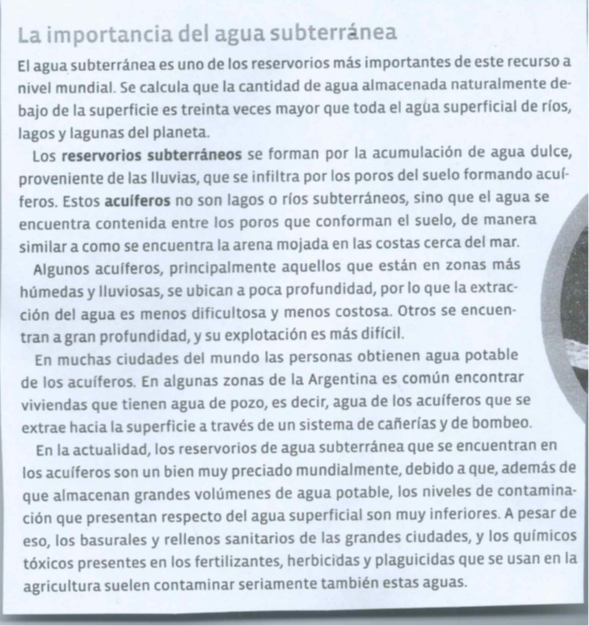 La importancia del agua subterránea
El agua subterránea es uno de los reservorios más importantes de este recurso a
nivel mundial. Se calcula que la cantidad de agua almacenada naturalmente de-
bajo de la superficie es treinta veces mayor que toda el agua superficial de ríos,
lagos y lagunas del planeta.
Los reservorios subterráneos se forman por la acumulación de agua dulce,
proveniente de las lluvias, que se infiltra por los poros del suelo formando acuí-
feros. Estos acuíferos no son lagos o ríos subterráneos, sino que el agua se
encuentra contenida entre los poros que conforman el suelo, de manera
similar a como se encuentra la arena mojada en las costas cerca del mar.
Algunos acuíferos, principalmente aquellos que están en zonas más
húmedas y lluviosas, se ubican a poca profundidad, por lo que la extrac-
ción del agua es menos dificultosa y menos costosa. Otros se encuen-
tran a gran profundidad, y su explotación es más difícil.
En muchas ciudades del mundo las personas obtienen agua potable
de los acuíferos. En algunas zonas de la Argentina es común encontrar
viviendas que tienen agua de pozo, es decir, agua de los acuíferos que se
extrae hacia la superficie a través de un sistema de cañerías y de bombeo.
En la actualidad, los reservorios de agua subterránea que se encuentran en
los acuíferos son un bien muy preciado mundialmente, debido a que, además de
que almacenan grandes volúmenes de agua potable, los niveles de contamina-
ción que presentan respecto del agua superficial son muy inferiores. A pesar de
eso, los basurales y rellenos sanitarios de las grandes ciudades, y los químicos
tóxicos presentes en los fertilizantes, herbicidas y plaguicidas que se usan en la
agricultura suelen contaminar seriamente también estas aguas.